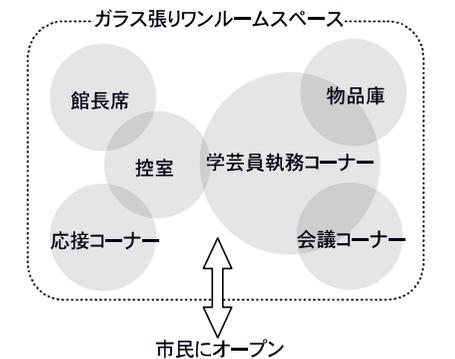 ガラス張りワンルームスペース
館長席
物品庫
控室
学芸員執務コーナー
応接コーナー
会議コーナー
市民にオープン